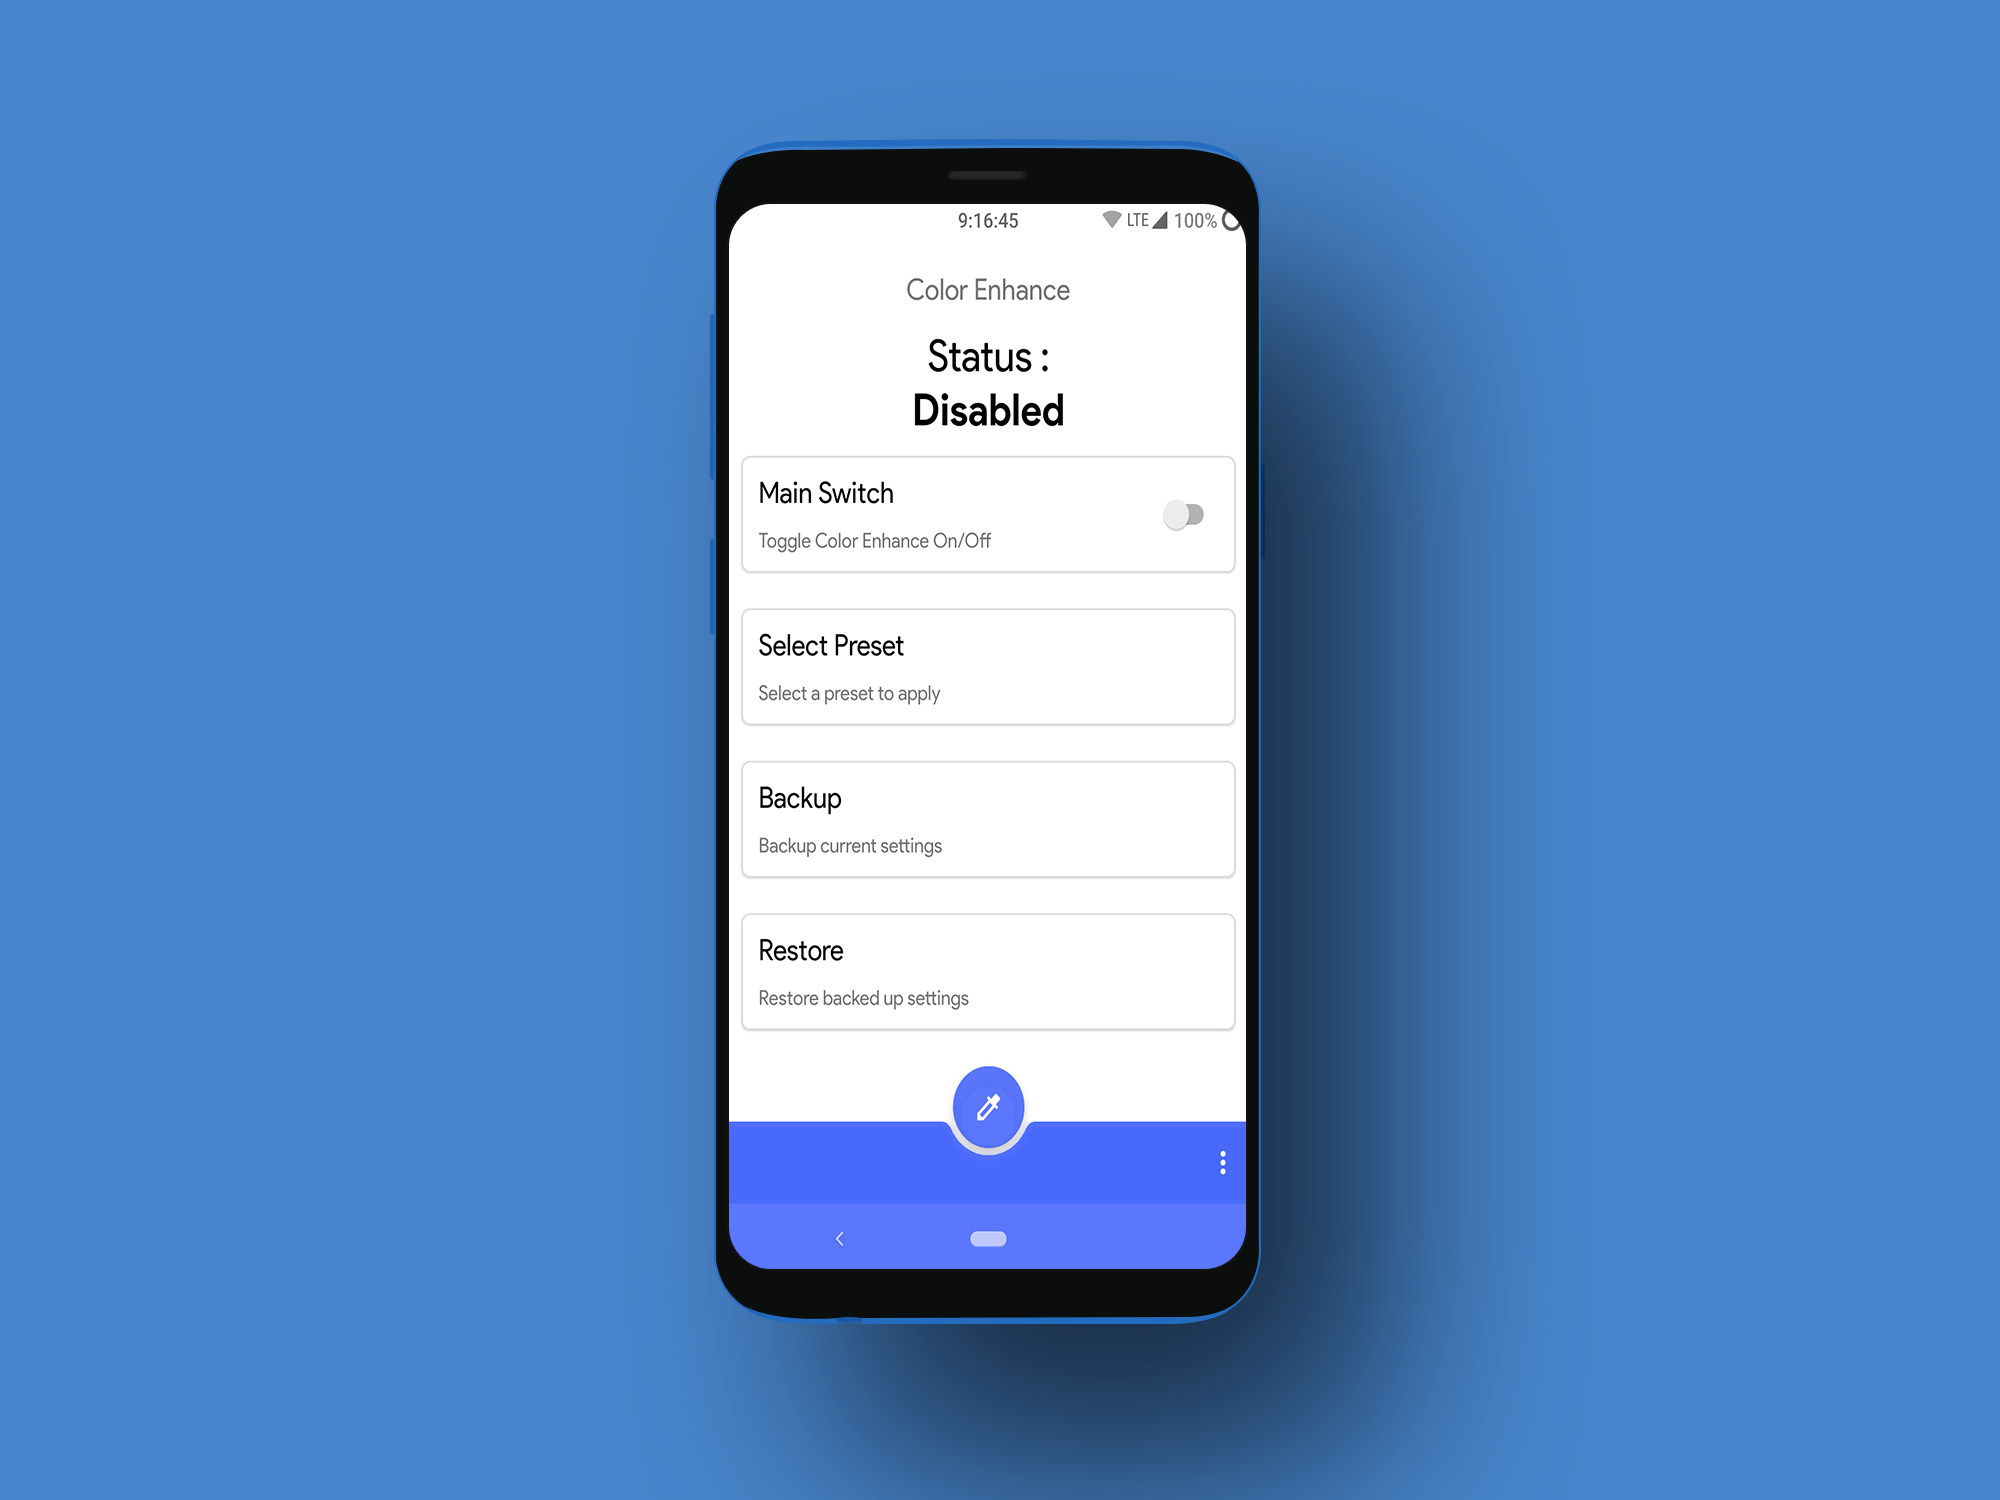 9:16:45 LTE 100%
Color Enhance
Status :
Disabled
Main Switch
Toggle Color Enhance On/Off
Select Preset
Select a preset to apply
Backup
Backup current settings
Restore
Restore backed up settings